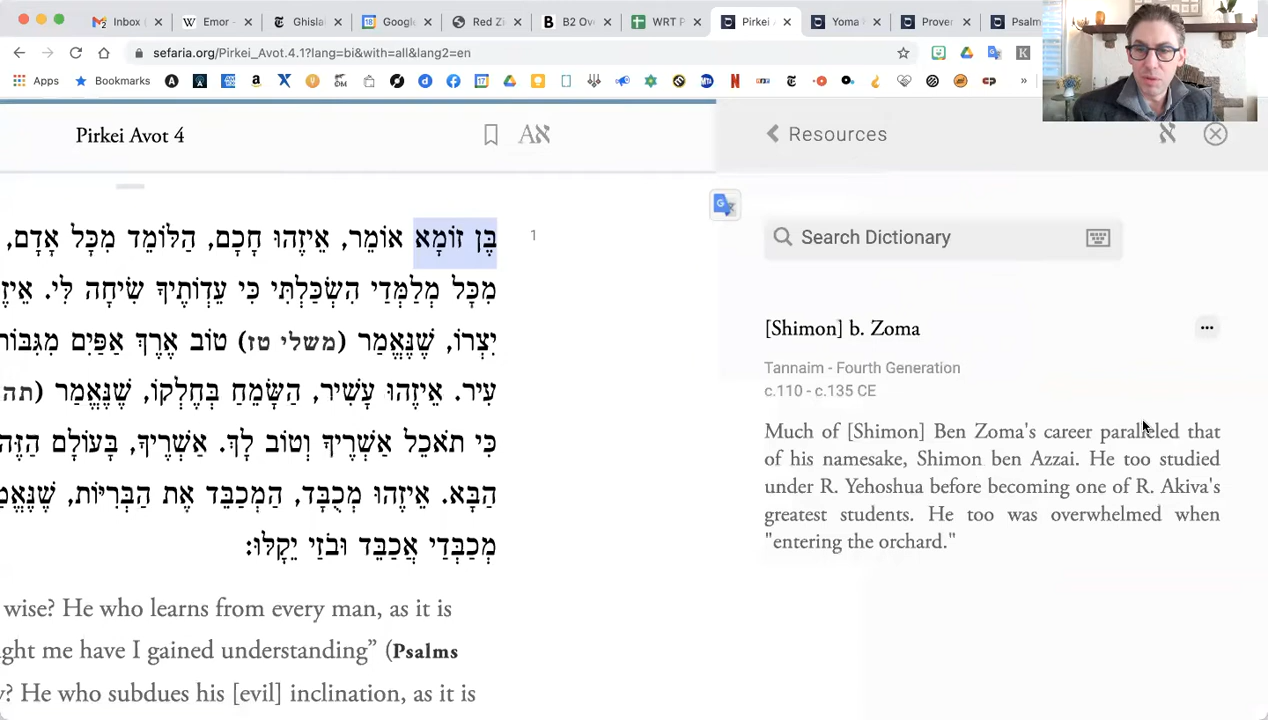 Inbox (
Emor -
Ghisla
Google
Red Zi
B2 Ove
WRT P
Pirkei A
Yoma H
Prover
Psalm
sefaria.org/Pirkei_Avot.4.1?lang=bi&with=all&lang2=en
Apps
Bookmarks
»
Pirkei Avot 4
Aא
Resources
א
1
בֶּן זוֹמָא אוֹמֵר, אֵיזֶהוּ חָכָם, הַלּוֹמֵד מִכָּל אָדָם,
מִכָּל מְלַמְּדַי הִשְׂכַּלְתִּי כִּי עֵדְוֹתֶיךָ שִׂיחָה לִּי. אֵיזֶ
יִצְרוֹ, שֶׁנֶּאֱמַר (משלי טז) טוֹב אֶרֶךְ אַפַּיִם מִגִּבּוֹר
עִיר. אֵיזֶהוּ עָשִׁיר, הַשָּׂמֵחַ בְּחֶלְקוֹ, שֶׁנֶּאֱמַר (תה
כִּי תֹאכֵל אַשְׁרֶיךָ וְטוֹב לָךְ. אַשְׁרֶיךָ, בָּעוֹלָם הַזֶּה
הַבָּא. אֵיזֶהוּ מְכֻבָּד, הַמְכַבֵּד אֶת הַבְּרִיּוֹת, שֶׁנֶּאֱמַ
מְכַבְּדַי אֲכַבֵּד וּבֹזַי יֵקָלּוּ:
wise? He who learns from every man, as it is
ght me have I gained understanding” (Psalms
y? He who subdues his [evil] inclination, as it is
Search Dictionary
[Shimon] b. Zoma
Tannaim - Fourth Generation
c.110 - c.135 CE
Much of [Shimon] Ben Zoma's career paralleled that
of his namesake, Shimon ben Azzai. He too studied
under R. Yehoshua before becoming one of R. Akiva's
greatest students. He too was overwhelmed when
"entering the orchard."